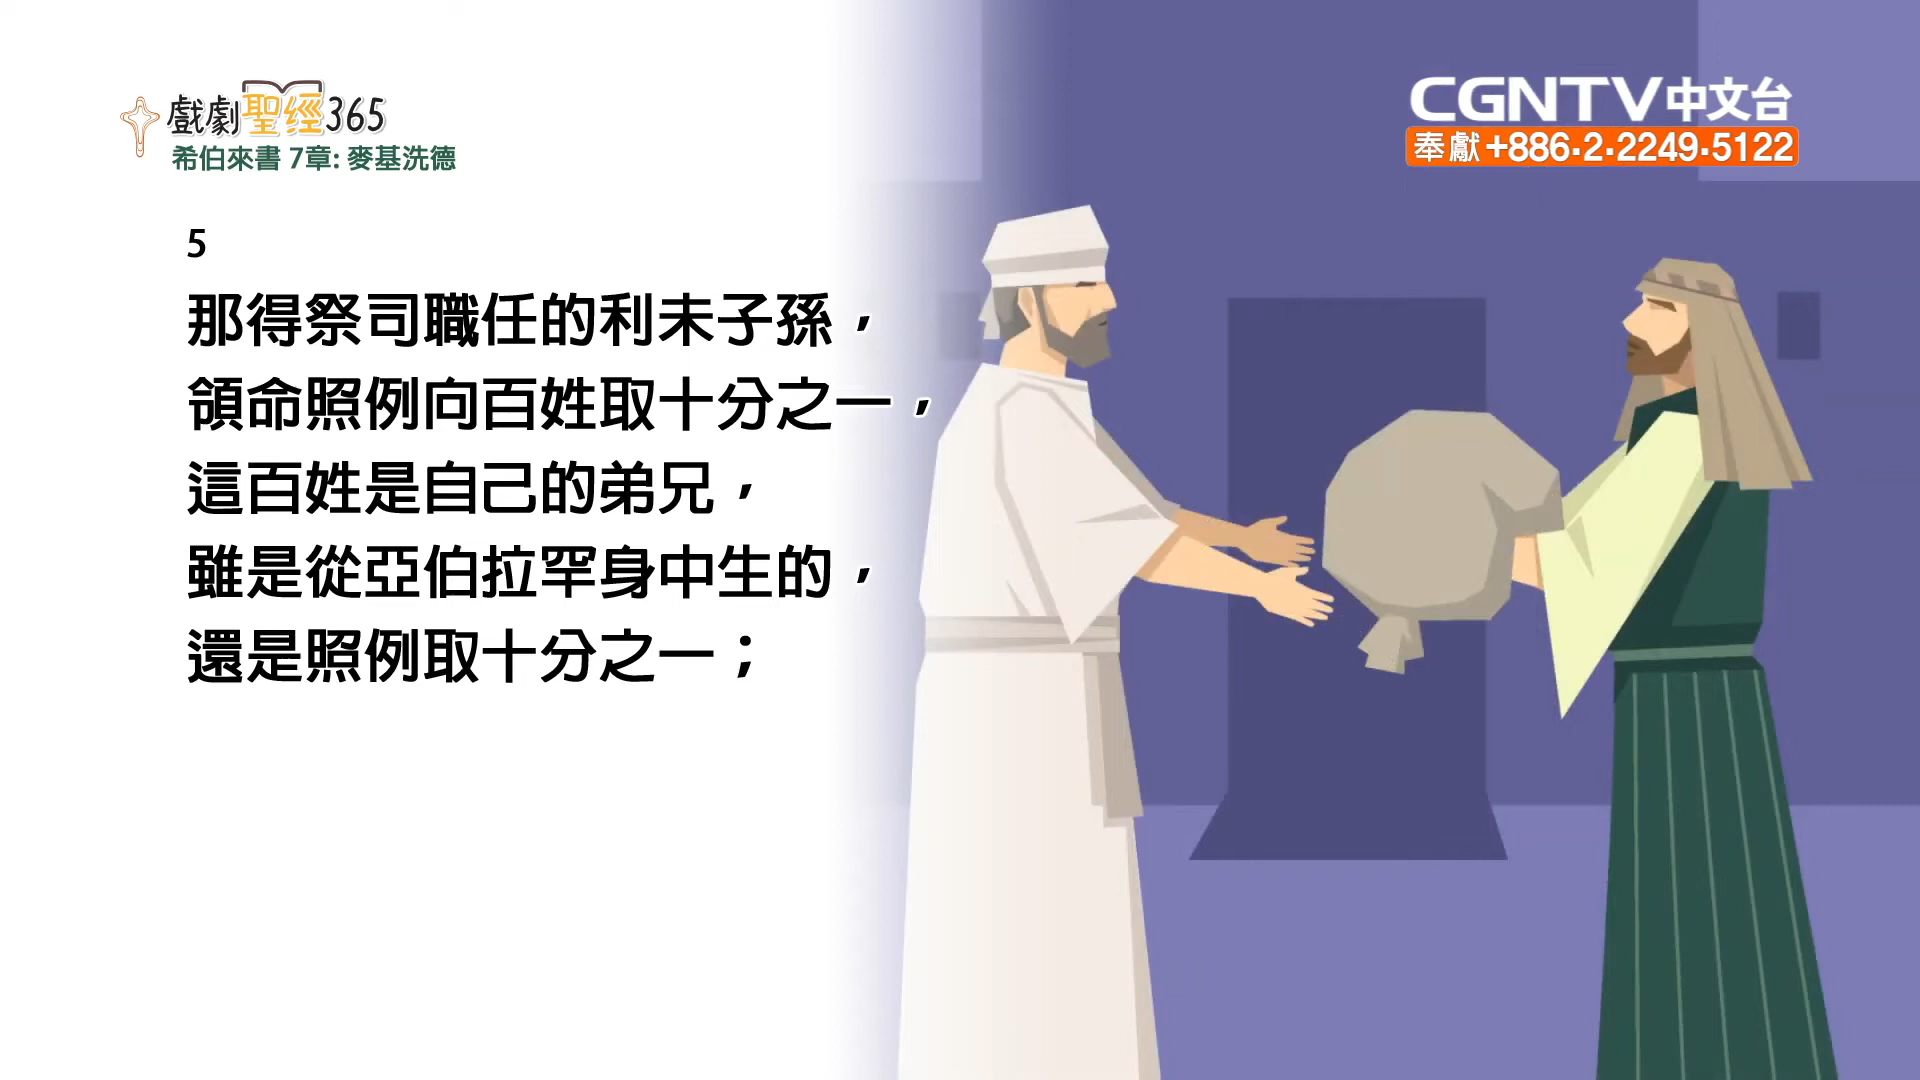 戲劇聖經365
希伯來書 7章: 麥基洗德
CGNTV中文台
奉獻 +886·2·2249·5122
5
那得祭司職任的利未子孫，
領命照例向百姓取十分之一，
這百姓是自己的弟兄，
雖是從亞伯拉罕身中生的，
還是照例取十分之一；